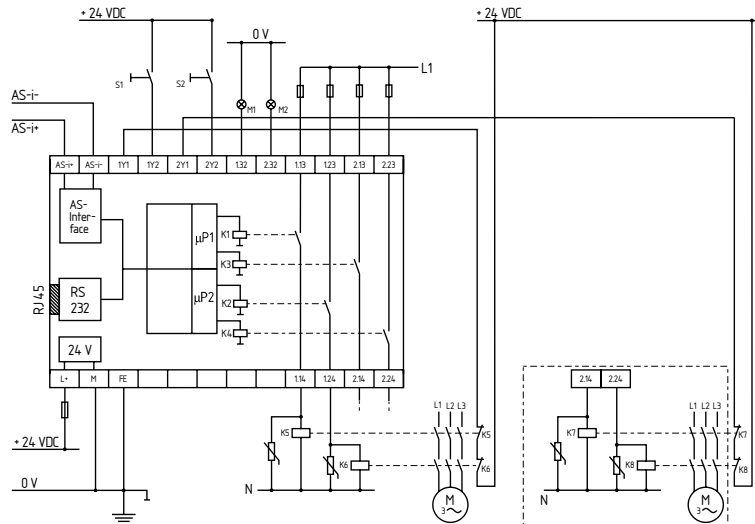 + 24 VDC
+ 24 VDC
0 V
L1
S1
S2
M1
M2
AS-i-
AS-i+
AS-i+ AS-i- 1Y1 1Y2 2Y1 2Y2 1.32 2.32 1.13 1.23 2.13 2.23
AS-
Inter-
face
µP1
K1
K3
RJ 45
RS
232
µP2
K2
K4
24 V
L+ M FE 1.14 1.24 2.14 2.24
2.14 2.24
L1 L2 L3
L1 L2 L3
K5
K5
K7
K7
+ 24 VDC
K6
K6
K8
K8
0 V
N
M
3
N
M
3